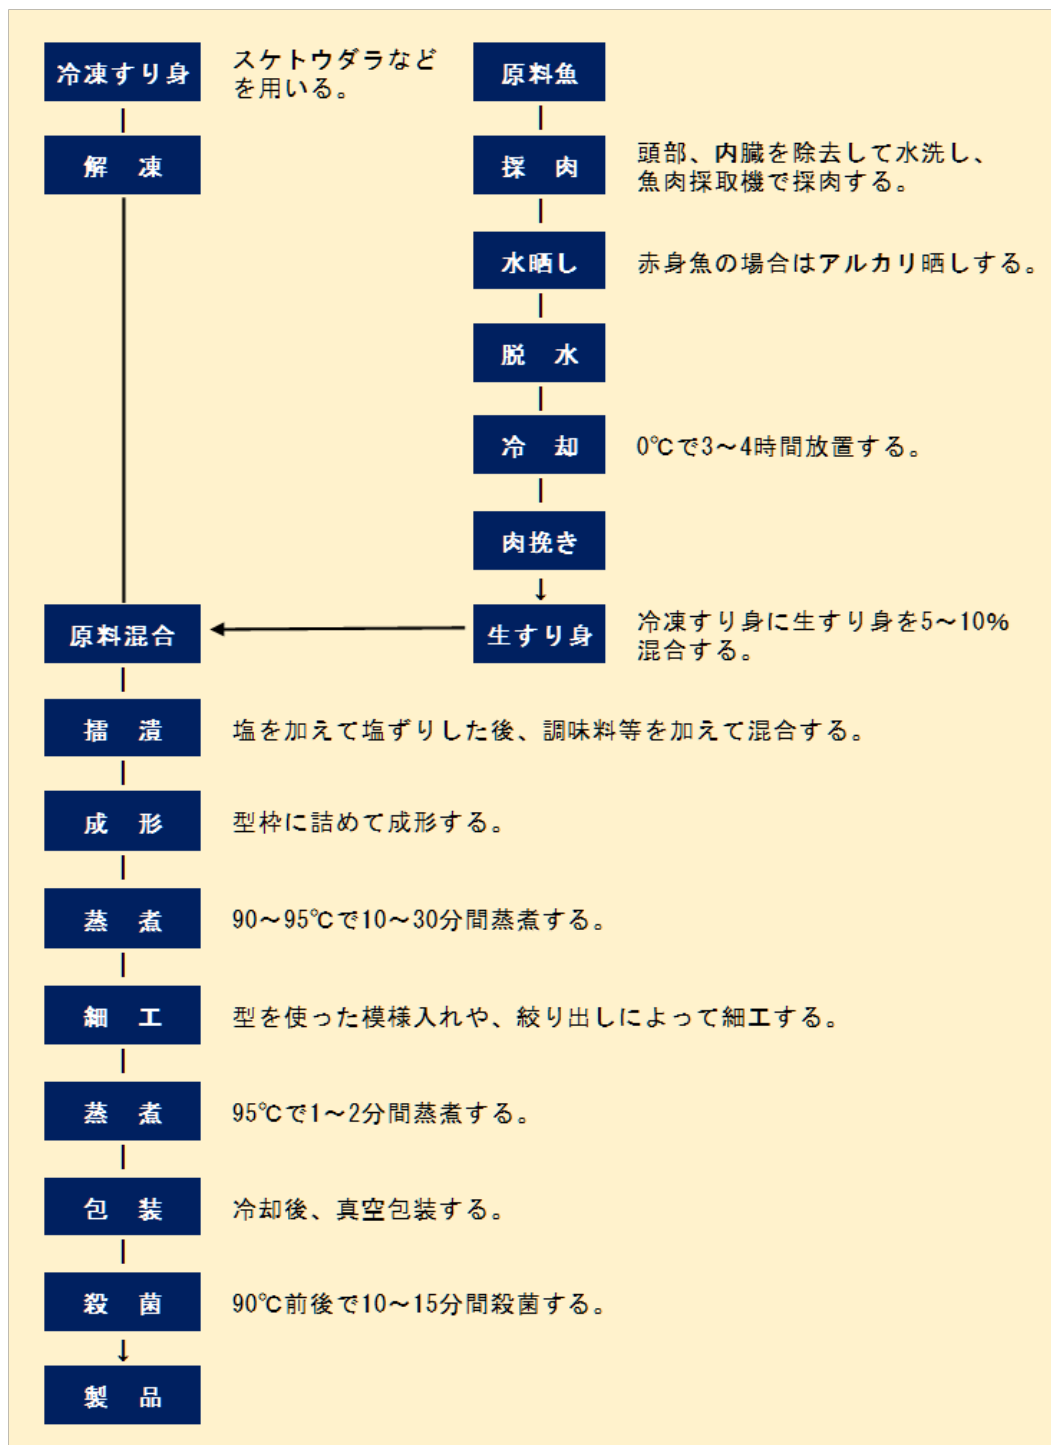 冷凍すり身
スケトウダラなど
を用いる。
解　凍
原料魚
採　肉
頭部、内臓を除去して水洗し、
魚肉採取機で採肉する。
水晒し
赤身魚の場合はアルカリ晒しする。
脱　水
冷　却
0℃で3～4時間放置する。
肉挽き
生すり身
冷凍すり身に生すり身を5～10%
混合する。
原料混合
擂　潰
塩を加えて塩ずりした後、調味料等を加えて混合する。
成　形
型枠に詰めて成形する。
蒸　煮
90～95℃で10～30分間蒸煮する。
細　工
型を使った模様入れや、絞り出しによって細工する。
蒸　煮
95℃で1～2分間蒸煮する。
包　装
冷却後、真空包装する。
殺　菌
90℃前後で10～15分間殺菌する。
製　品